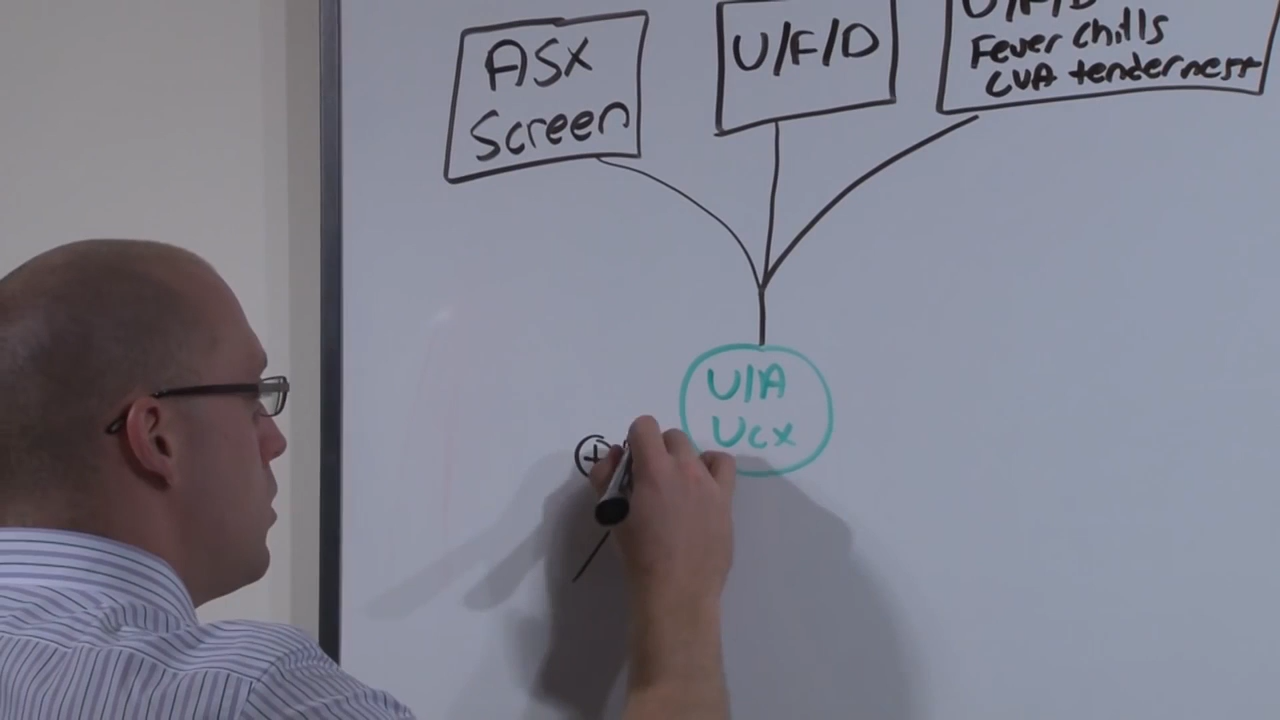 ASX
Screen
U/F/D
U/F/D
Fever chills
CVA tenderness
U/A
Ucx
+